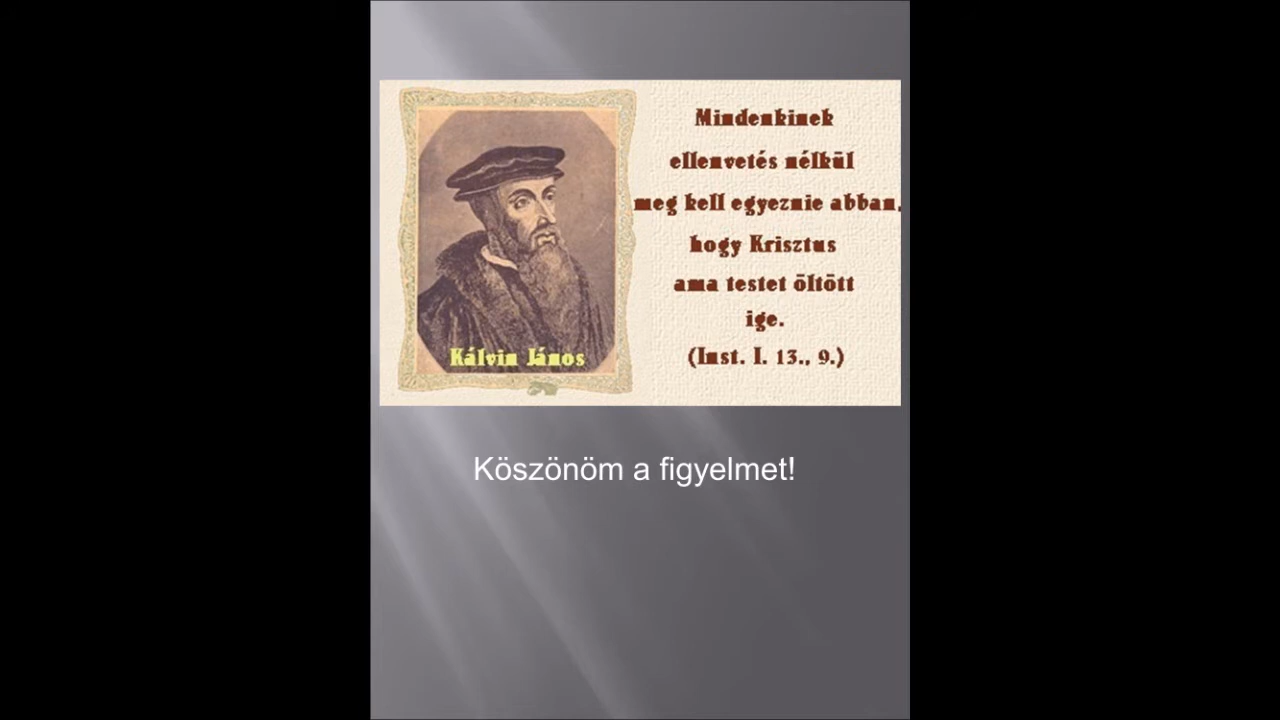 Mindenkinek
ellenvetés nélkül
meg kell egyeznie abban,
hogy Krisztus
ama testet öltött
ige.
(Inst. I. 13., 9.)
Kálvin János
Köszönöm a figyelmet!